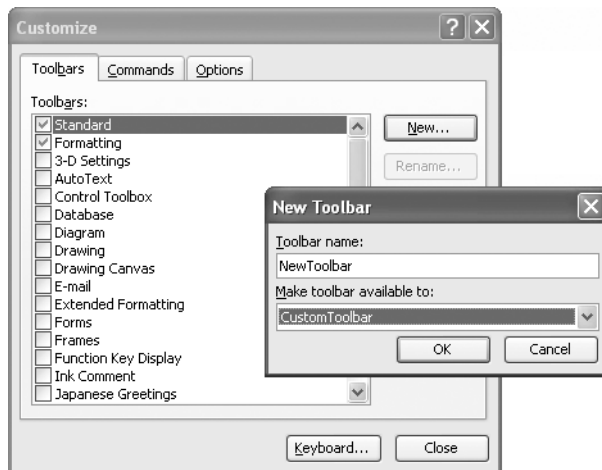 Customize
Toolbars Commands Options
Toolbars:
Standard
Formatting
3-D Settings
AutoText
Control Toolbox
Database
Diagram
Drawing
Drawing Canvas
E-mail
Extended Formatting
Forms
Frames
Function Key Display
Ink Comment
Japanese Greetings
New...
Rename...
New Toolbar
Toolbar name:
NewToolbar
Make toolbar available to:
CustomToolbar
OK Cancel
Keyboard... Close